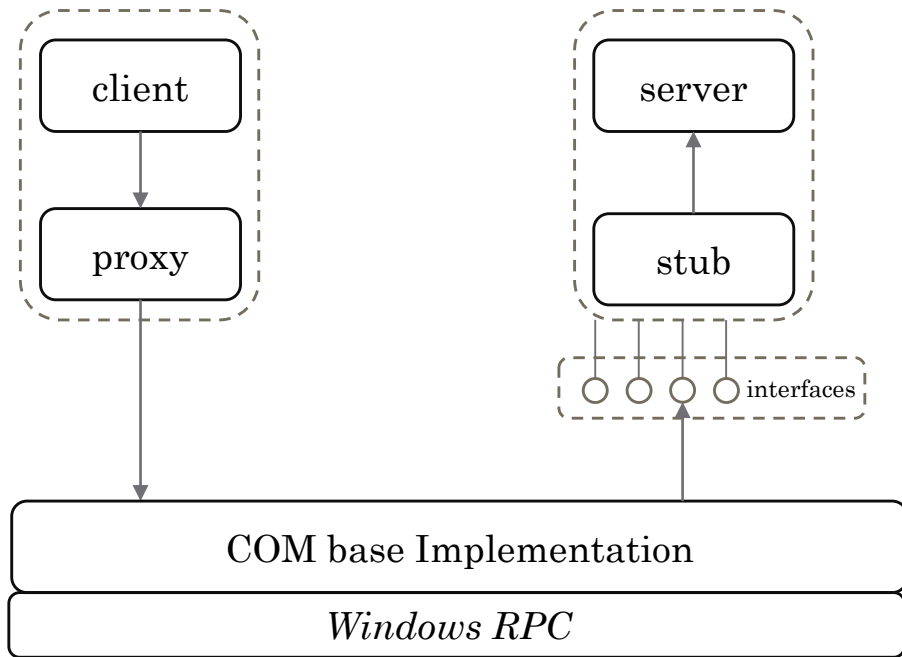 client
server
proxy
stub
interfaces
COM base Implementation
Windows RPC